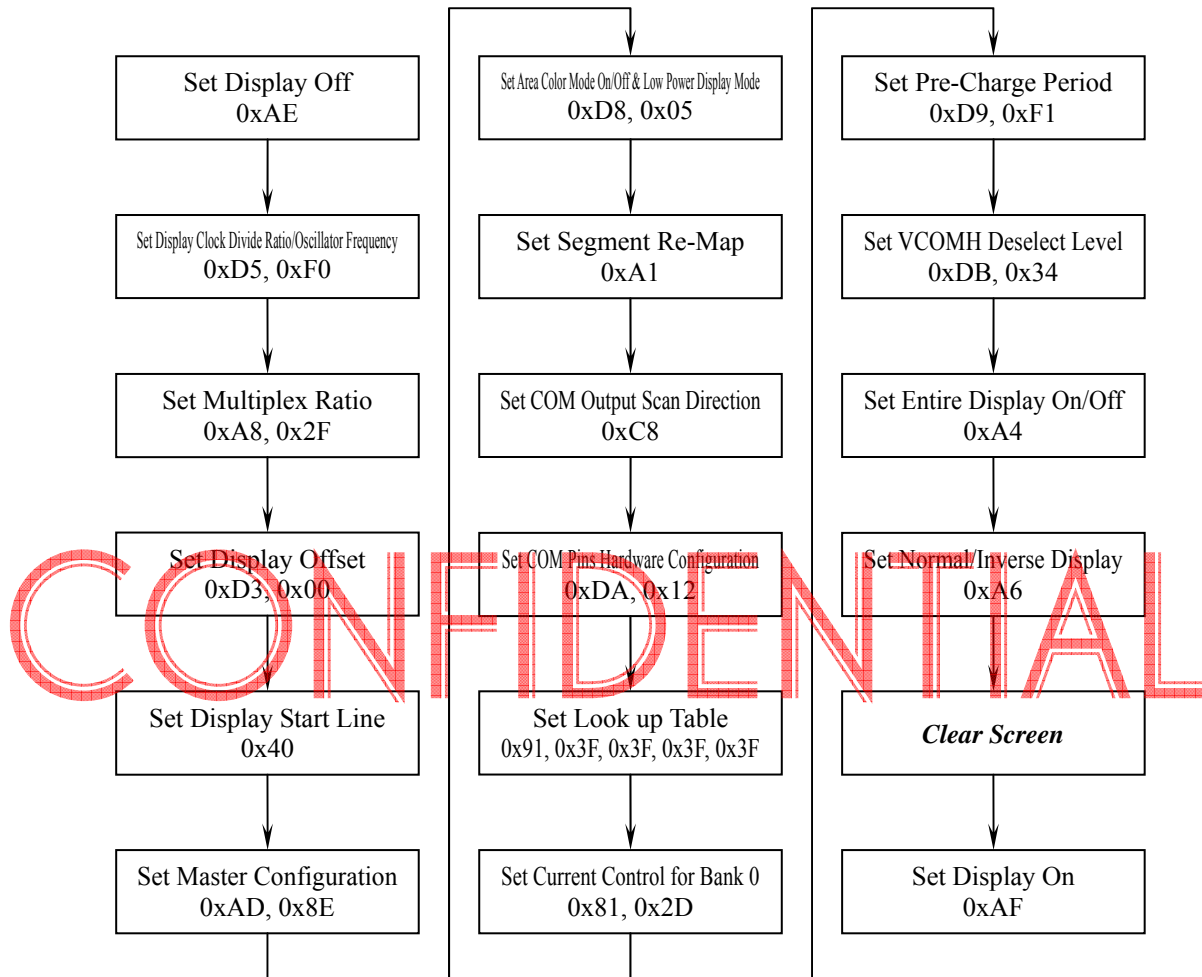 Set Display Off
0xAE
Set Display Clock Divide Ratio/Oscillator Frequency
0xD5, 0xF0
Set Multiplex Ratio
0xA8, 0x2F
Set Display Offset
0xD3, 0x00
Set Display Start Line
0x40
Set Master Configuration
0xAD, 0x8E
Set Area Color Mode On/Off & Low Power Display Mode
0xD8, 0x05
Set Segment Re-Map
0xA1
Set COM Output Scan Direction
0xC8
Set COM Pins Hardware Configuration
0xDA, 0x12
Set Look up Table
0x91, 0x3F, 0x3F, 0x3F, 0x3F
Set Current Control for Bank 0
0x81, 0x2D
Set Pre-Charge Period
0xD9, 0xF1
Set VCOMH Deselect Level
0xDB, 0x34
Set Entire Display On/Off
0xA4
Set Normal/Inverse Display
0xA6
Clear Screen
Set Display On
0xAF
CONFIDENTIAL